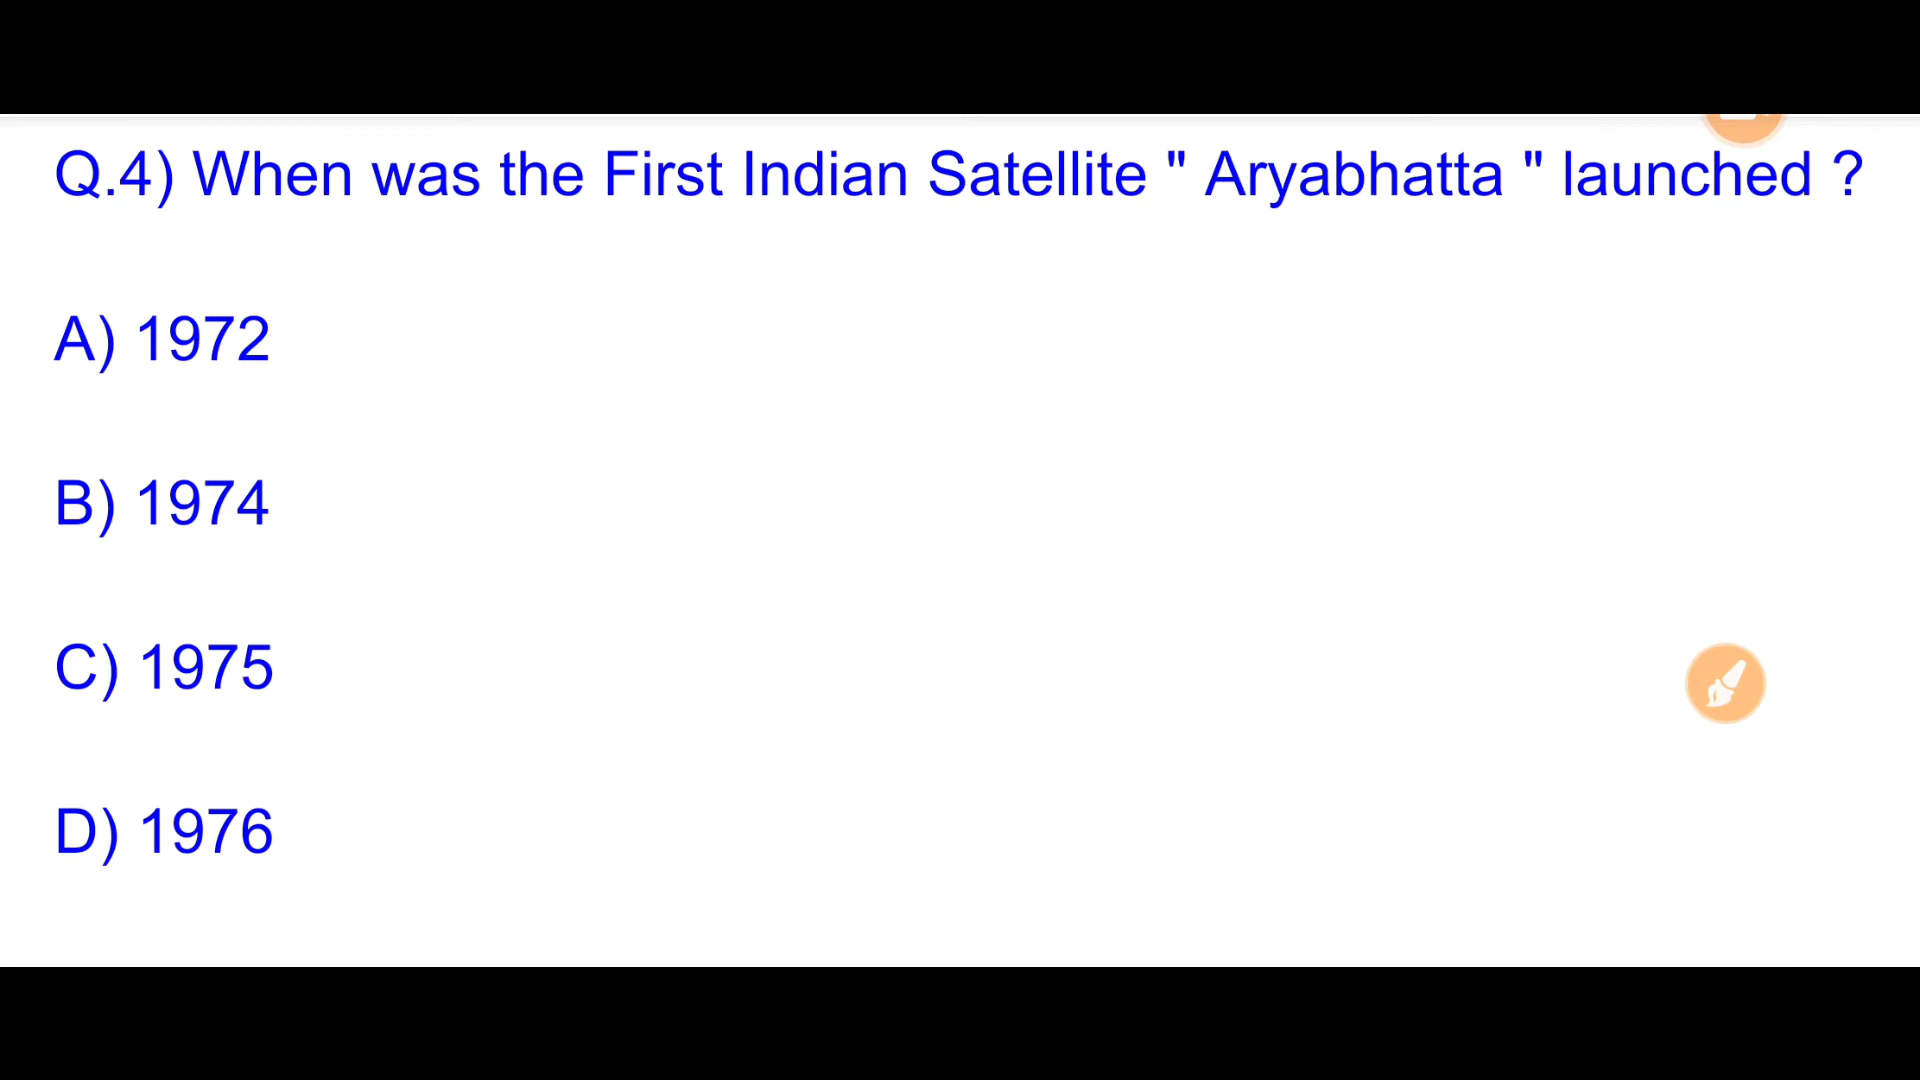 Q.4) When was the First Indian Satellite " Aryabhatta " launched ?
A) 1972
B) 1974
C) 1975
D) 1976